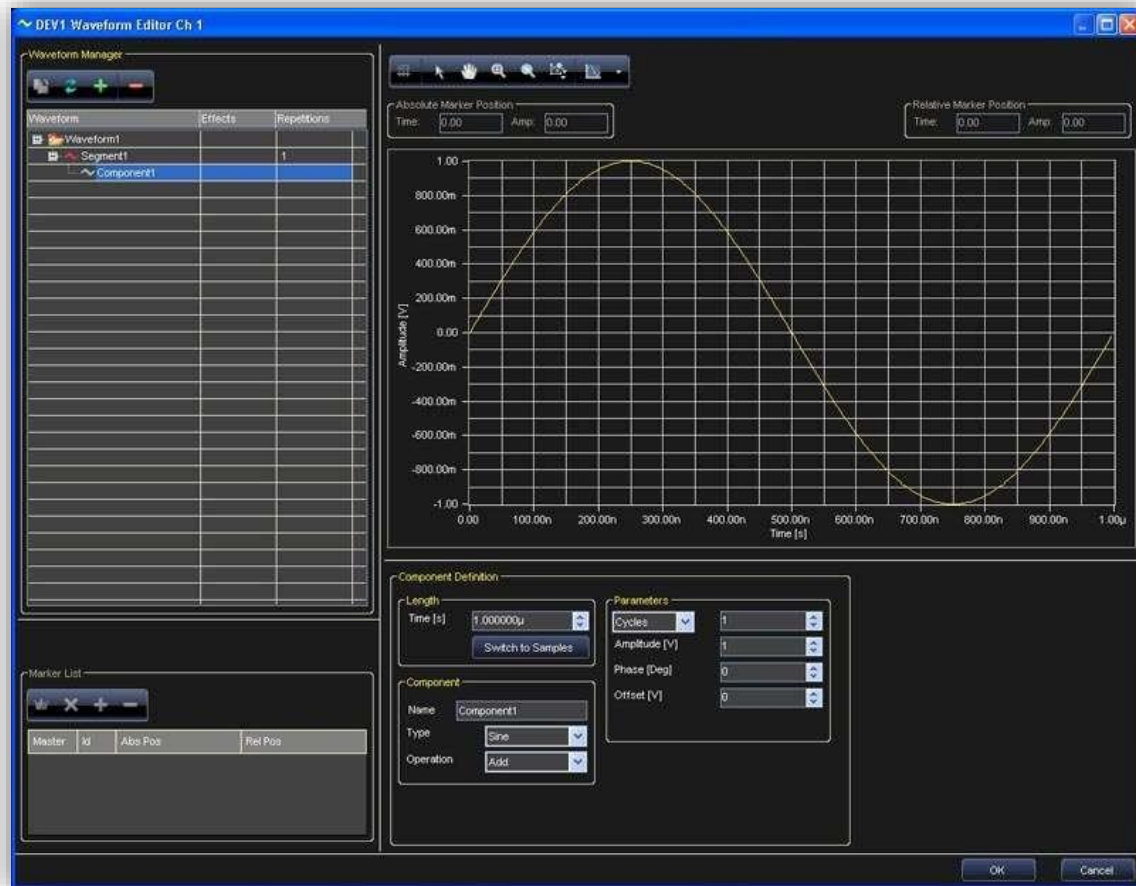 DEV1 Waveform Editor Ch 1
Waveform Manager
Waveform Effects Repetitions
Waveform1
Segment1 1
Component1
Marker List
Master Id Abs Pos Rel Pos
Absolute Marker Position
Time: 0.00 Amp: 0.00
Relative Marker Position
Time: 0.00 Amp: 0.00
Amplitude [V]
1.00
800.00m
600.00m
400.00m
200.00m
0.00
-200.00m
-400.00m
-600.00m
-800.00m
-1.00
0.00 100.00n 200.00n 300.00n 400.00n 500.00n 600.00n 700.00n 800.00n 900.00n 1.00µ
Time [s]
Component Definition
Length
Time [s] 1.000000µ
Switch to Samples
Component
Name Component1
Type Sine
Operation Add
Parameters
Cycles 1
Amplitude [V] 1
Phase [Deg] 0
Offset [V] 0
OK Cancel